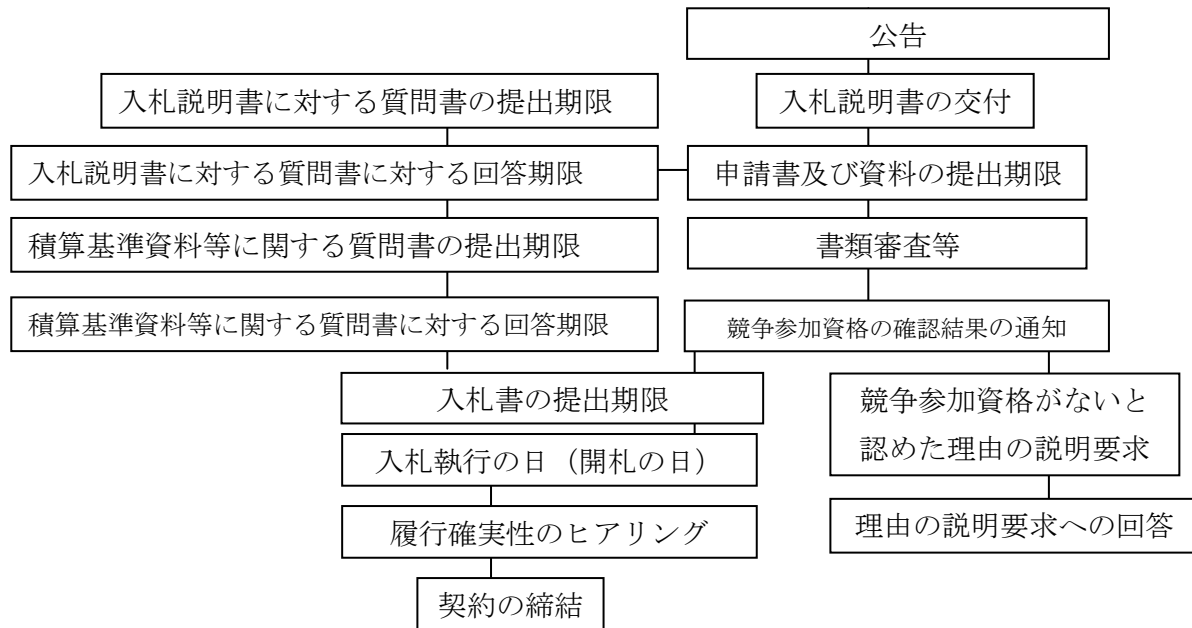 公告
入札説明書に対する質問書の提出期限
入札説明書の交付
入札説明書に対する質問書に対する回答期限
申請書及び資料の提出期限
積算基準資料等に関する質問書の提出期限
書類審査等
積算基準資料等に関する質問書に対する回答期限
競争参加資格の確認結果の通知
入札書の提出期限
競争参加資格がないと
認めた理由の説明要求
入札執行の日（開札の日）
履行確実性のヒアリング
理由の説明要求への回答
契約の締結